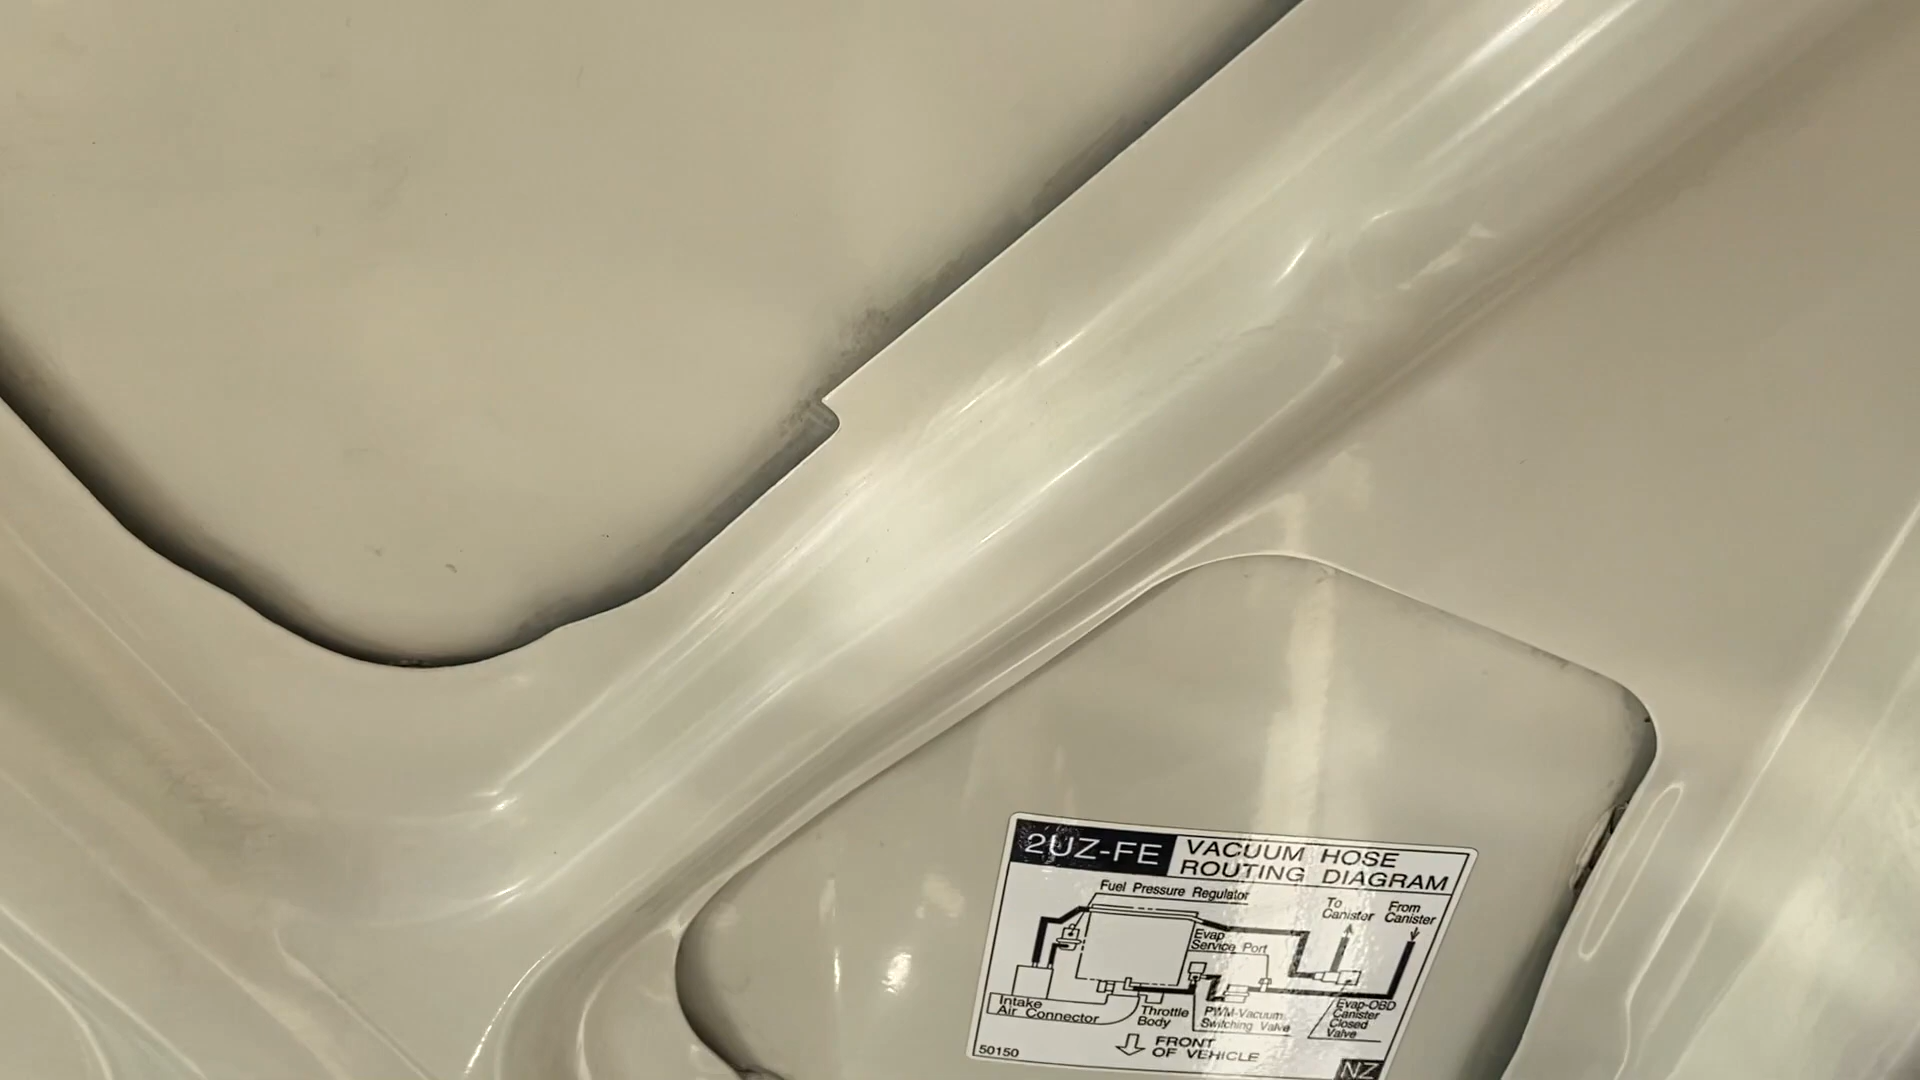 2UZ-FE
VACUUM HOSE
ROUTING DIAGRAM
Fuel Pressure Regulator
To
Canister
From
Canister
Evap
Service Port
Intake
Air Connector
Throttle
Body
PWM-Vacuum
Switching Valve
Evap-OBD
Canister
Closed
Valve
FRONT
OF VEHICLE
50150
NZ